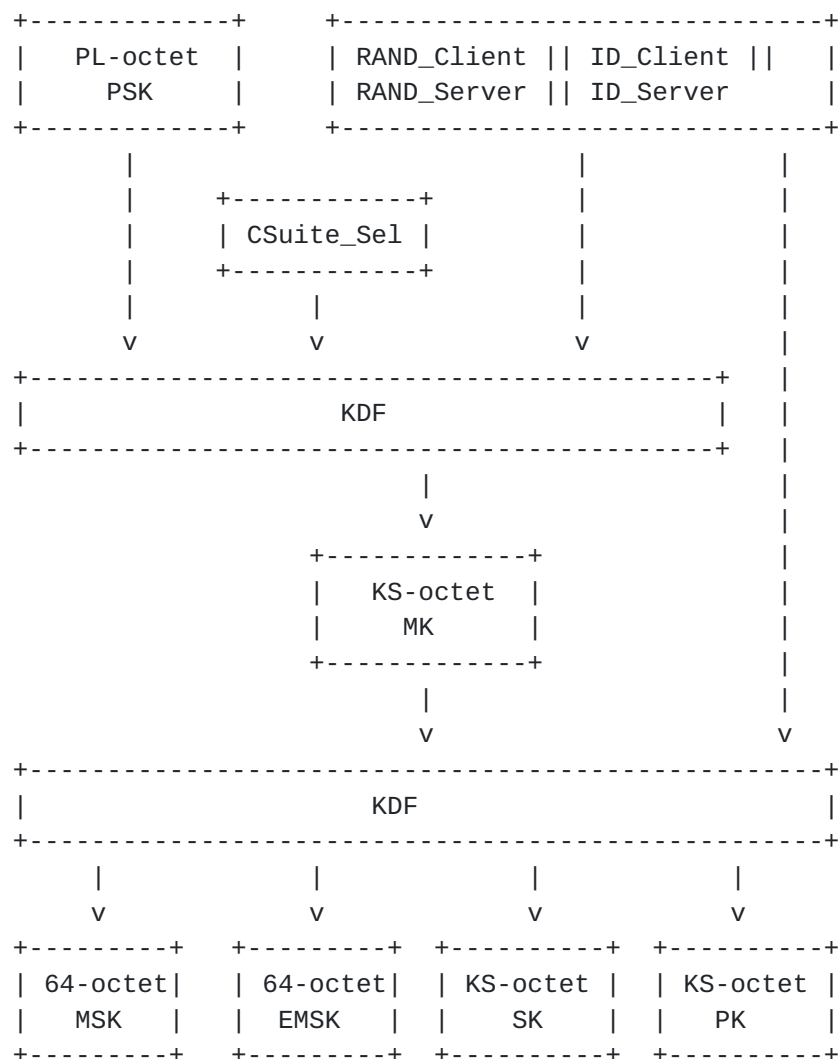 +-------------+     +-------------------------------+
|   PL-octet  |     | RAND_Client || ID_Client ||   |
|     PSK     |     | RAND_Server || ID_Server      |
+-------------+     +-------------------------------+
       |                            |            |
       |     +------------+         |            |
       |     | CSuite_Sel |         |            |
       |     +------------+         |            |
       |           |                |            |
       v           v                v            |
+--------------------------------------------+   |
|                    KDF                     |   |
+--------------------------------------------+   |
                          |                      |
                          v                      |
                   +-------------+               |
                   |   KS-octet  |               |
                   |     MK      |               |
                   +-------------+               |
                          |                      |
                          v                      v
+---------------------------------------------------+
|                      KDF                          |
+---------------------------------------------------+
     |             |             |            |
     v             v             v            v
+---------+   +---------+  +----------+  +----------+
| 64-octet|   | 64-octet|  | KS-octet |  | KS-octet |
|   MSK   |   |  EMSK   |  |    SK    |  |   PK     |
+---------+   +---------+  +----------+  +----------+